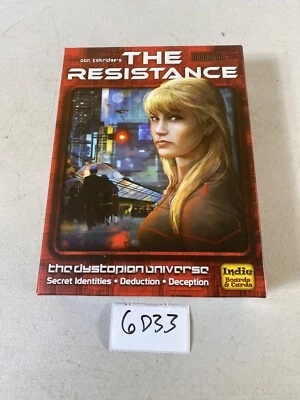 Don Eskridge's
THE
RESISTANCE
the dystopian universe
Secret Identities • Deduction • Deception
Indie
Boards
& Cards
6D33